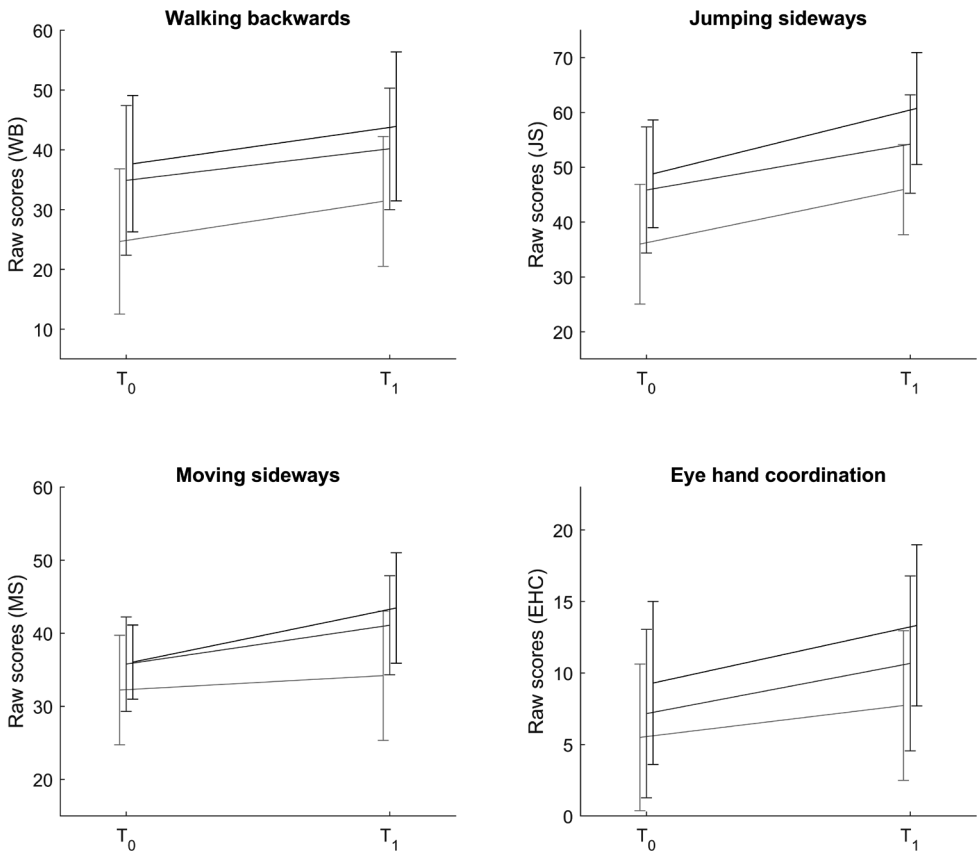 Walking backwards
Raw scores (WB)
60
50
40
30
20
10
T0
T1
Jumping sideways
Raw scores (JS)
70
60
50
40
30
20
T0
T1
Moving sideways
Raw scores (MS)
60
50
40
30
20
T0
T1
Eye hand coordination
Raw scores (EHC)
20
15
10
5
0
T0
T1